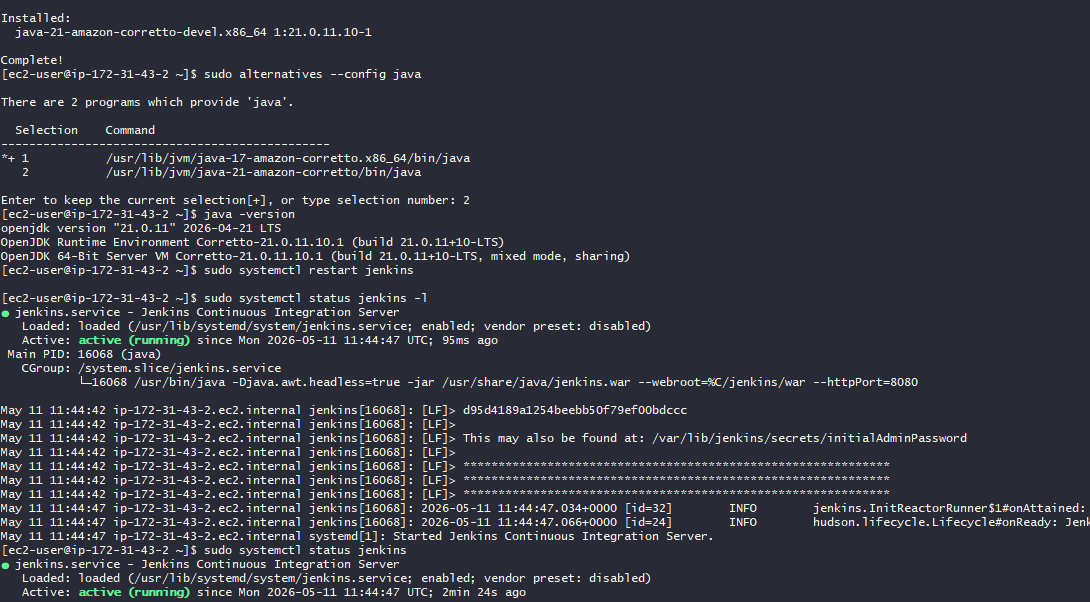 Installed:
  java-21-amazon-corretto-devel.x86_64 1:21.0.11.10-1
Complete!
[ec2-user@ip-172-31-43-2 ~]$ sudo alternatives --config java
There are 2 programs which provide 'java'.
  Selection    Command
-----------------------------------------------
*+ 1           /usr/lib/jvm/java-17-amazon-corretto.x86_64/bin/java
   2           /usr/lib/jvm/java-21-amazon-corretto/bin/java
Enter to keep the current selection[+], or type selection number: 2
[ec2-user@ip-172-31-43-2 ~]$ java -version
openjdk version "21.0.11" 2026-04-21 LTS
OpenJDK Runtime Environment Corretto-21.0.11.10.1 (build 21.0.11+10-LTS)
OpenJDK 64-Bit Server VM Corretto-21.0.11.10.1 (build 21.0.11+10-LTS, mixed mode, sharing)
[ec2-user@ip-172-31-43-2 ~]$ sudo systemctl restart jenkins
[ec2-user@ip-172-31-43-2 ~]$ sudo systemctl status jenkins -l
● jenkins.service - Jenkins Continuous Integration Server
   Loaded: loaded (/usr/lib/systemd/system/jenkins.service; enabled; vendor preset: disabled)
   Active: active (running) since Mon 2026-05-11 11:44:47 UTC; 95ms ago
 Main PID: 16068 (java)
   CGroup: /system.slice/jenkins.service
           └─16068 /usr/bin/java -Djava.awt.headless=true -jar /usr/share/java/jenkins.war --webroot=%C/jenkins/war --httpPort=8080
May 11 11:44:42 ip-172-31-43-2.ec2.internal jenkins[16068]: [LF]> d95d4189a1254beebb50f79ef00bdccc
May 11 11:44:42 ip-172-31-43-2.ec2.internal jenkins[16068]: [LF]>
May 11 11:44:42 ip-172-31-43-2.ec2.internal jenkins[16068]: [LF]> This may also be found at: /var/lib/jenkins/secrets/initialAdminPassword
May 11 11:44:42 ip-172-31-43-2.ec2.internal jenkins[16068]: [LF]>
May 11 11:44:42 ip-172-31-43-2.ec2.internal jenkins[16068]: [LF]> *************************************************************
May 11 11:44:42 ip-172-31-43-2.ec2.internal jenkins[16068]: [LF]> *************************************************************
May 11 11:44:42 ip-172-31-43-2.ec2.internal jenkins[16068]: [LF]> *************************************************************
May 11 11:44:47 ip-172-31-43-2.ec2.internal jenkins[16068]: 2026-05-11 11:44:47.034+0000 [id=32]        INFO        jenkins.InitReactorRunner$1#onAttained:
May 11 11:44:47 ip-172-31-43-2.ec2.internal jenkins[16068]: 2026-05-11 11:44:47.066+0000 [id=24]        INFO        hudson.lifecycle.Lifecycle#onReady: Jenk
May 11 11:44:47 ip-172-31-43-2.ec2.internal systemd[1]: Started Jenkins Continuous Integration Server.
[ec2-user@ip-172-31-43-2 ~]$ sudo systemctl status jenkins
● jenkins.service - Jenkins Continuous Integration Server
   Loaded: loaded (/usr/lib/systemd/system/jenkins.service; enabled; vendor preset: disabled)
   Active: active (running) since Mon 2026-05-11 11:44:47 UTC; 2min 24s ago